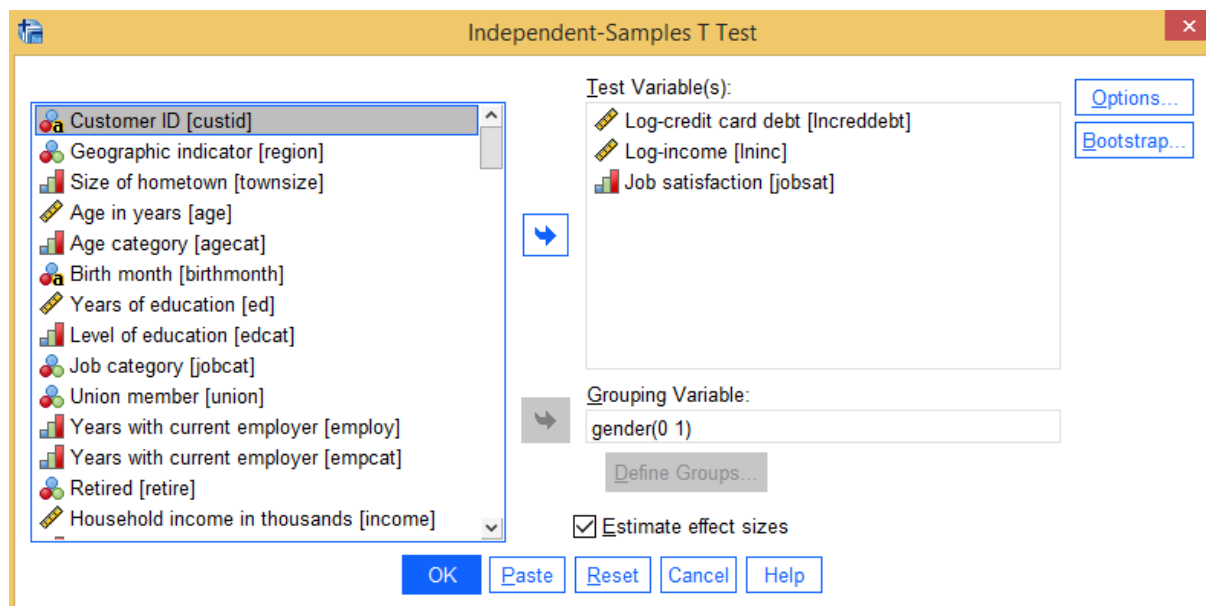 Independent-Samples T Test
Customer ID [custid]
Geographic indicator [region]
Size of hometown [townsize]
Age in years [age]
Age category [agecat]
Birth month [birthmonth]
Years of education [ed]
Level of education [edcat]
Job category [jobcat]
Union member [union]
Years with current employer [employ]
Years with current employer [empcat]
Retired [retire]
Household income in thousands [income]
Test Variable(s):
Log-credit card debt [lncreddebt]
Log-income [lninc]
Job satisfaction [jobsat]
Options...
Bootstrap...
Grouping Variable:
gender(0 1)
Define Groups...
Estimate effect sizes
OK
Paste
Reset
Cancel
Help